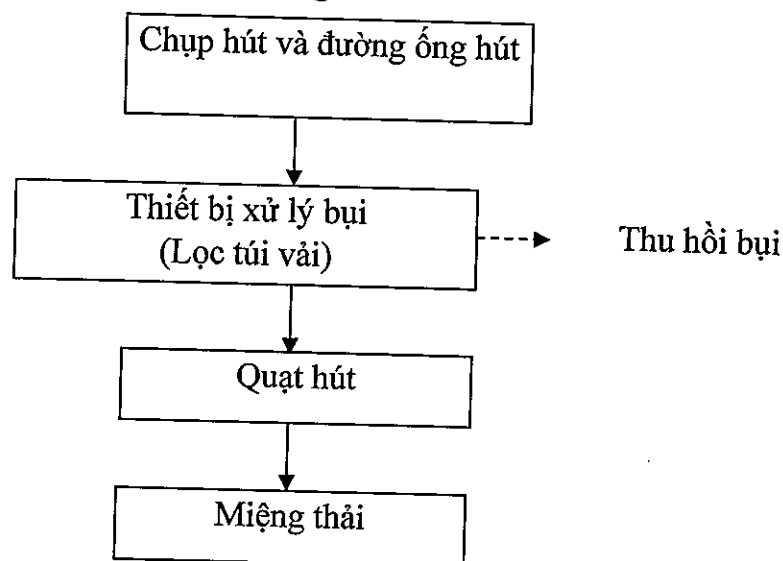 Chụp hút và đường ống hút
Thiết bị xử lý bụi
(Lọc túi vải)
Thu hồi bụi
Quạt hút
Miệng thải